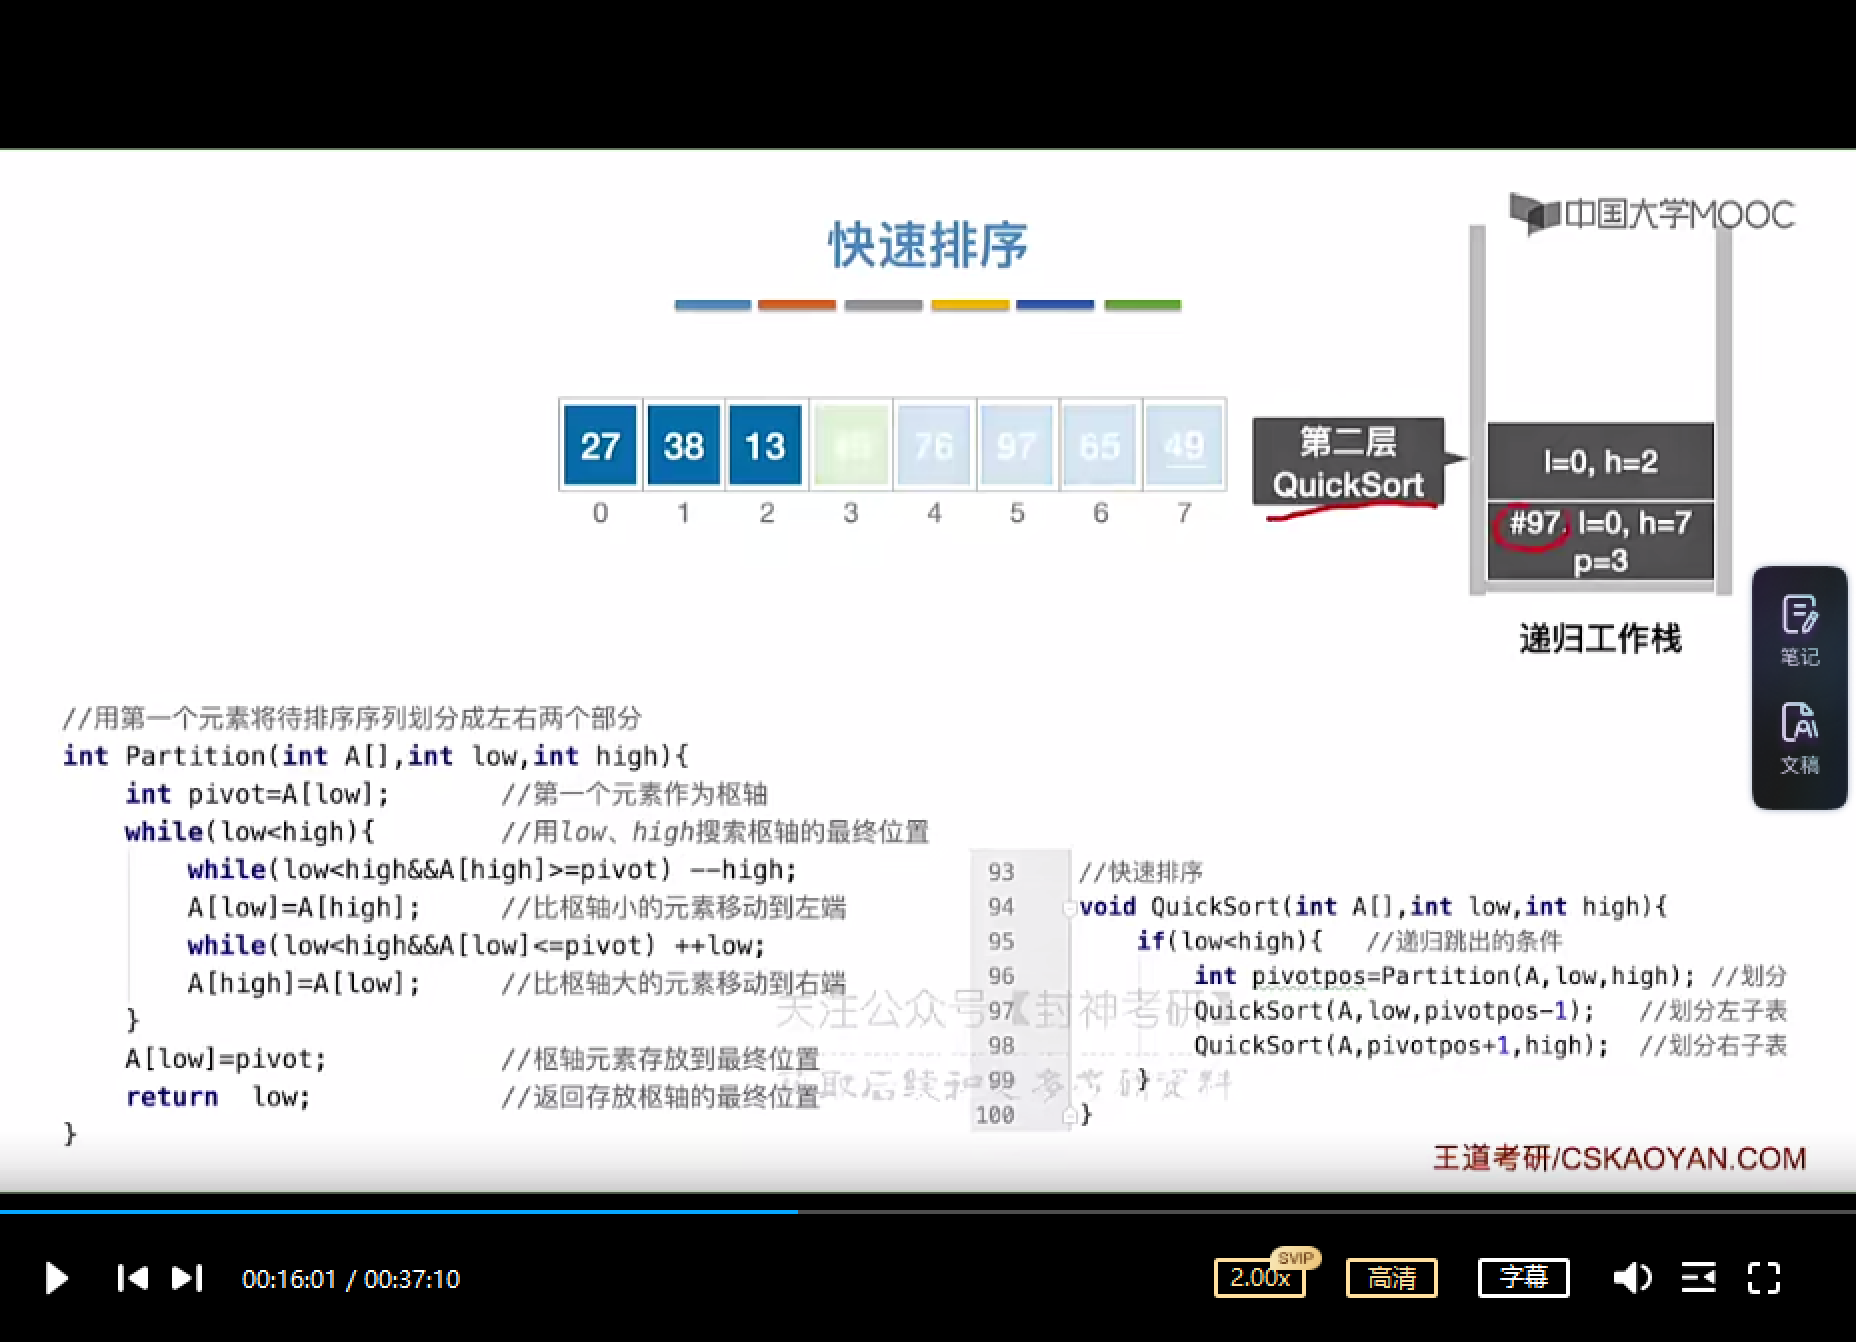 中国大学MOOC
快速排序
27 38 13 76 97 65 49
0 1 2 3 4 5 6 7
第二层
QuickSort
l=0, h=2
#97 l=0, h=7
p=3
递归工作栈
笔记
文稿
//用第一个元素将待排序序列划分成左右两个部分
int Partition(int A[],int low,int high){
int pivot=A[low]; //第一个元素作为枢轴
while(low<high){ //用low、high搜索枢轴的最终位置
while(low<high&&A[high]>=pivot) --high;
A[low]=A[high]; //比枢轴小的元素移动到左端
while(low<high&&A[low]<=pivot) ++low;
A[high]=A[low]; //比枢轴大的元素移动到右端
}
A[low]=pivot; //枢轴元素存放到最终位置
return low; //返回存放枢轴的最终位置
}
93 //快速排序
94 void QuickSort(int A[],int low,int high){
95 if(low<high){ //递归跳出的条件
96 int pivotpos=Partition(A,low,high); //划分
97 QuickSort(A,low,pivotpos-1); //划分左子表
98 QuickSort(A,pivotpos+1,high); //划分右子表
99 }
100 }
关注公众号【封神考研】
王道考研/CSKAOYAN.COM
00:16:01 / 00:37:10
2.00x
SVIP
高清
字幕